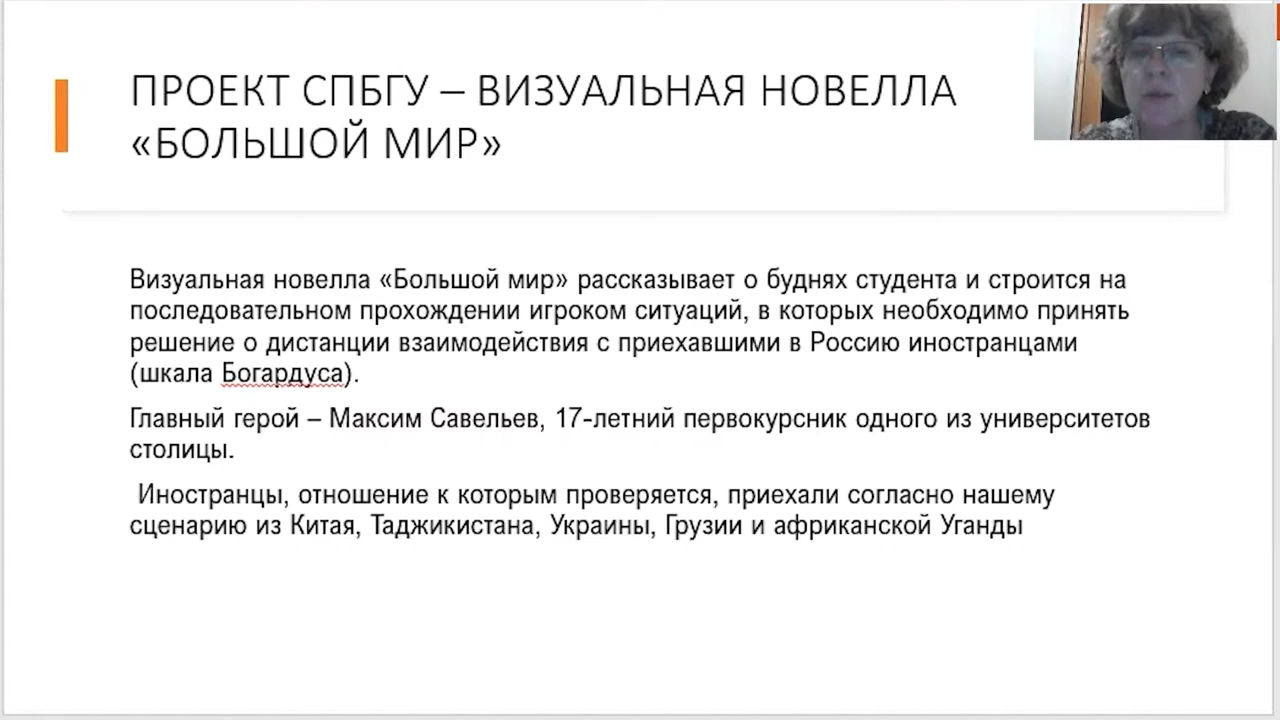 ПРОЕКТ СПБГУ – ВИЗУАЛЬНАЯ НОВЕЛЛА
«БОЛЬШОЙ МИР»
Визуальная новелла «Большой мир» рассказывает о буднях студента и строится на
последовательном прохождении игроком ситуаций, в которых необходимо принять
решение о дистанции взаимодействия с приехавшими в Россию иностранцами
(шкала Богардуса).
Главный герой – Максим Савельев, 17-летний первокурсник одного из университетов
столицы.
Иностранцы, отношение к которым проверяется, приехали согласно нашему
сценарию из Китая, Таджикистана, Украины, Грузии и африканской Уганды